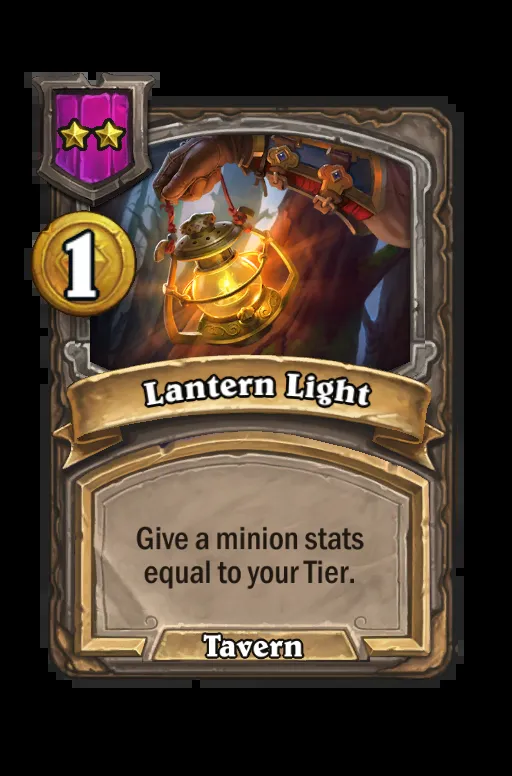 1
Lantern Light
Give a minion stats
equal to your Tier.
Tavern